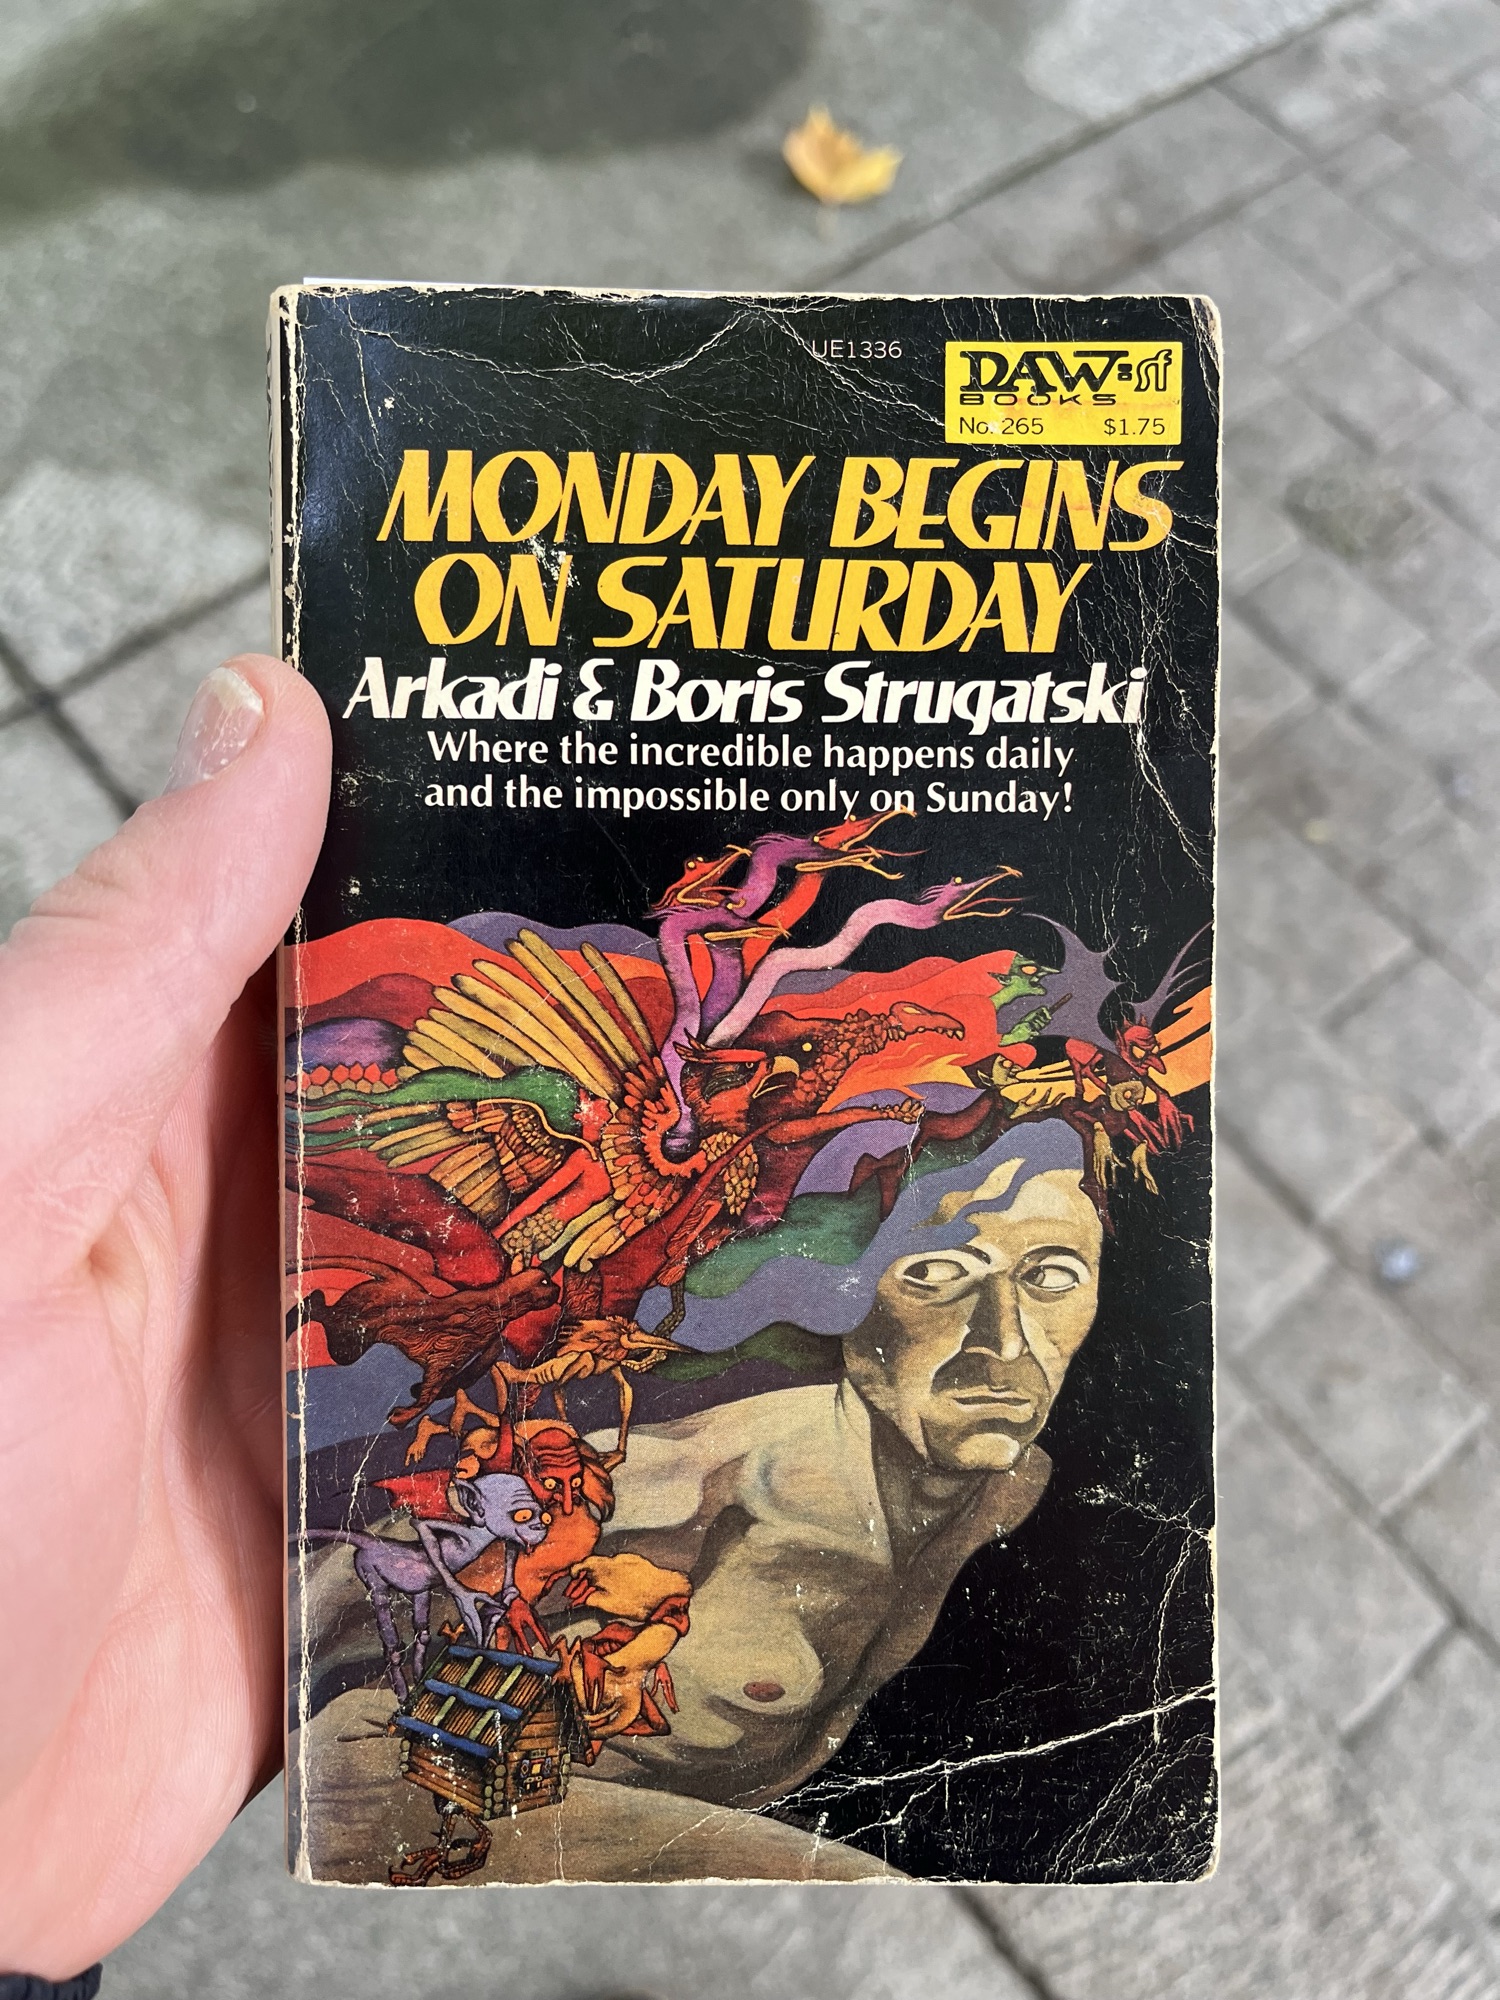 UE1336
DAW=sf
BOOKS
No. 265 $1.75
MONDAY BEGINS
ON SATURDAY
Arkadi & Boris Strugatski
Where the incredible happens daily
and the impossible only on Sunday!